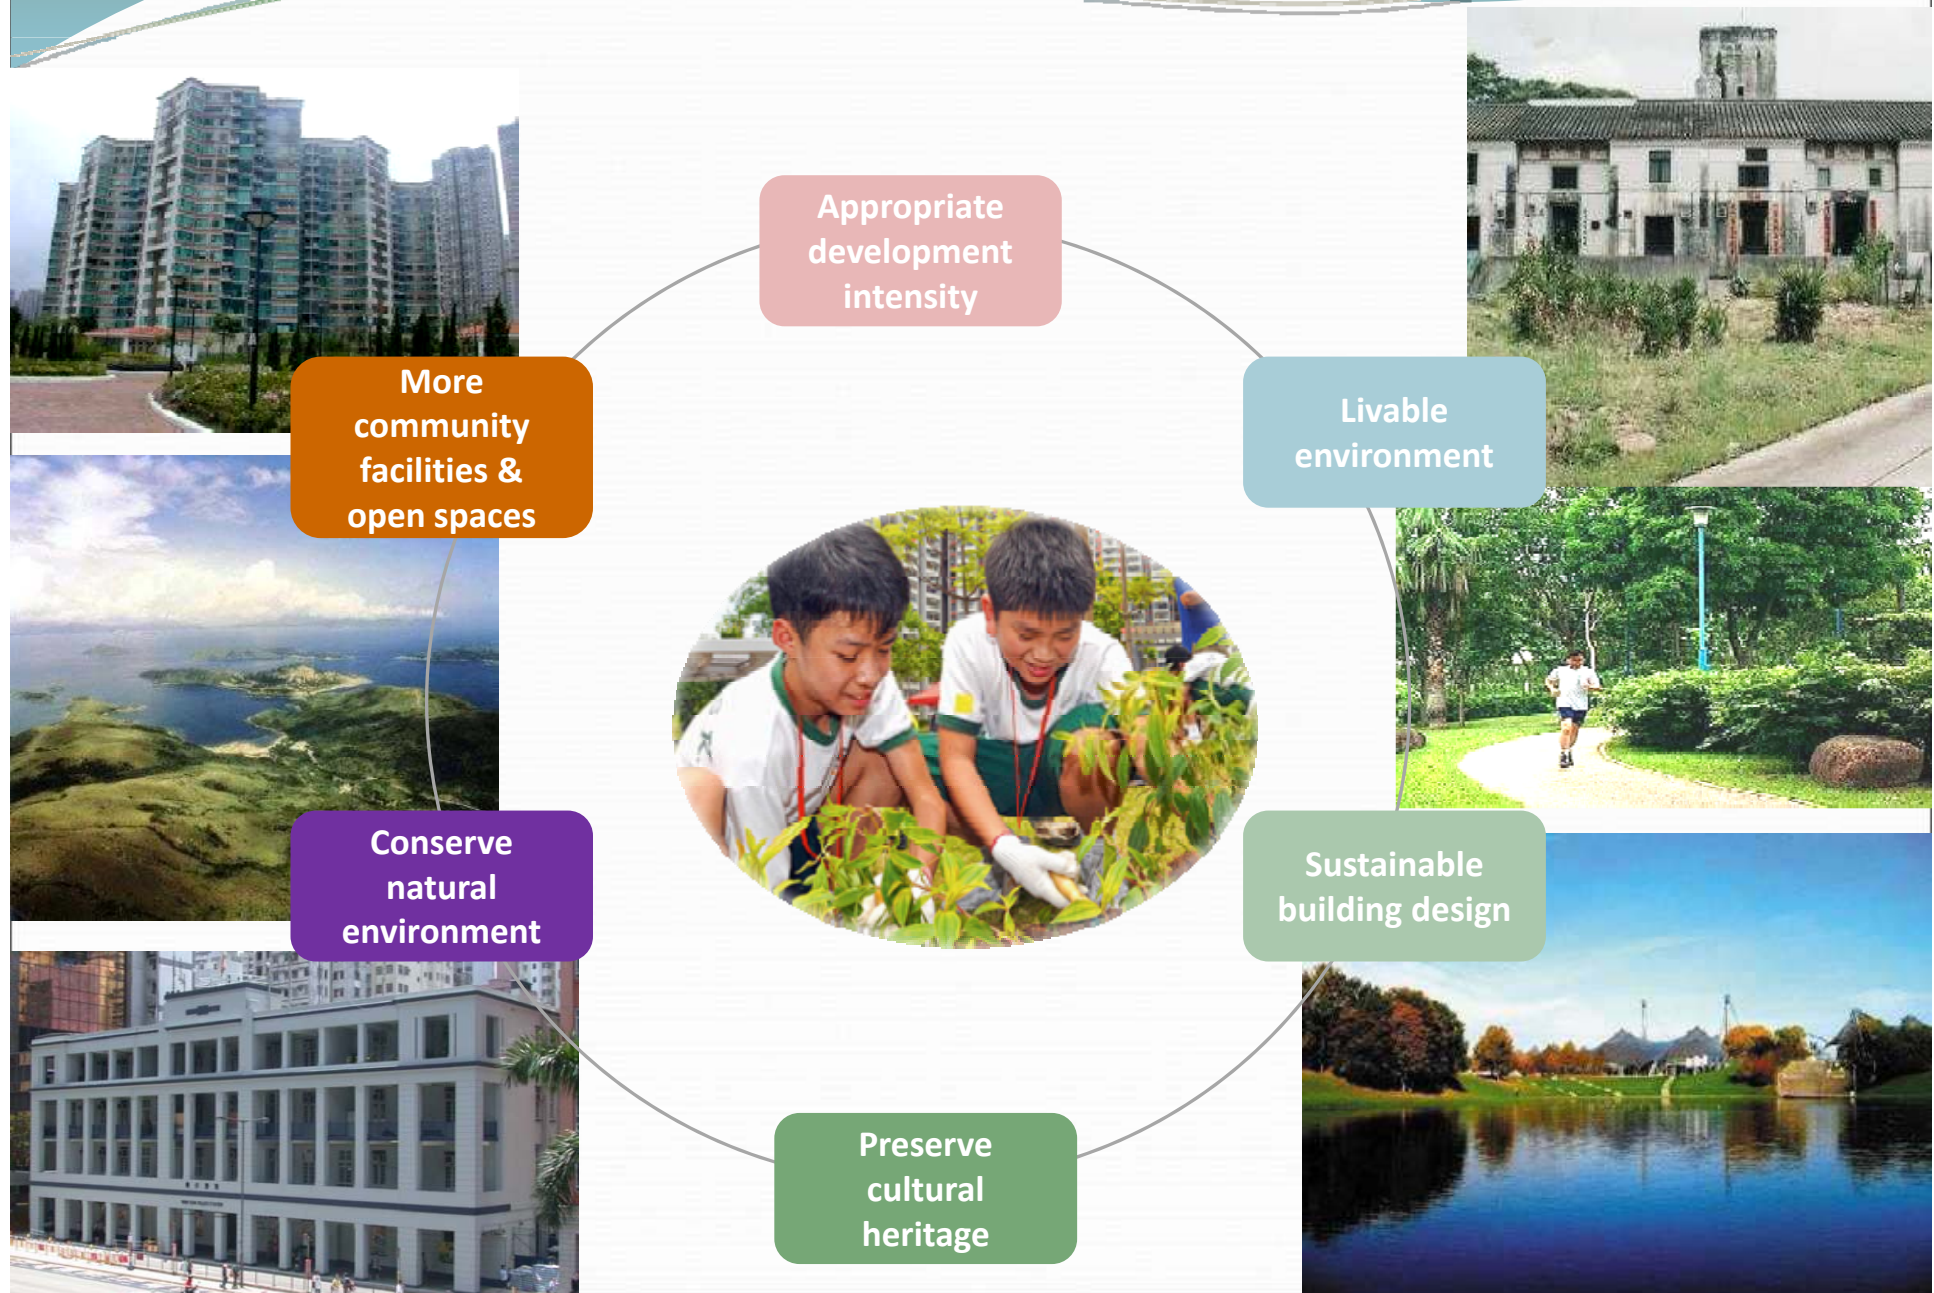 Appropriate
development
intensity
More
community
facilities &
open spaces
Livable
environment
Conserve
natural
environment
Sustainable
building design
Preserve
cultural
heritage